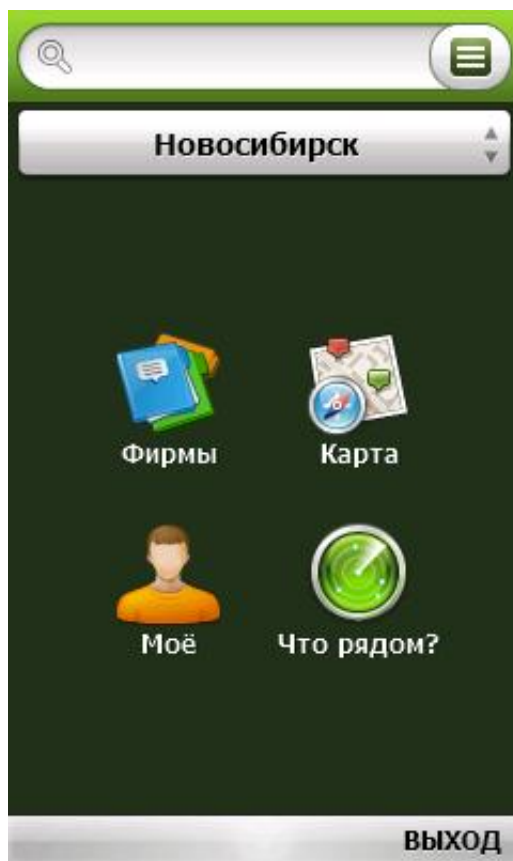 Новосибирск
Фирмы
Карта
Моё
Что рядом?
ВЫХОД